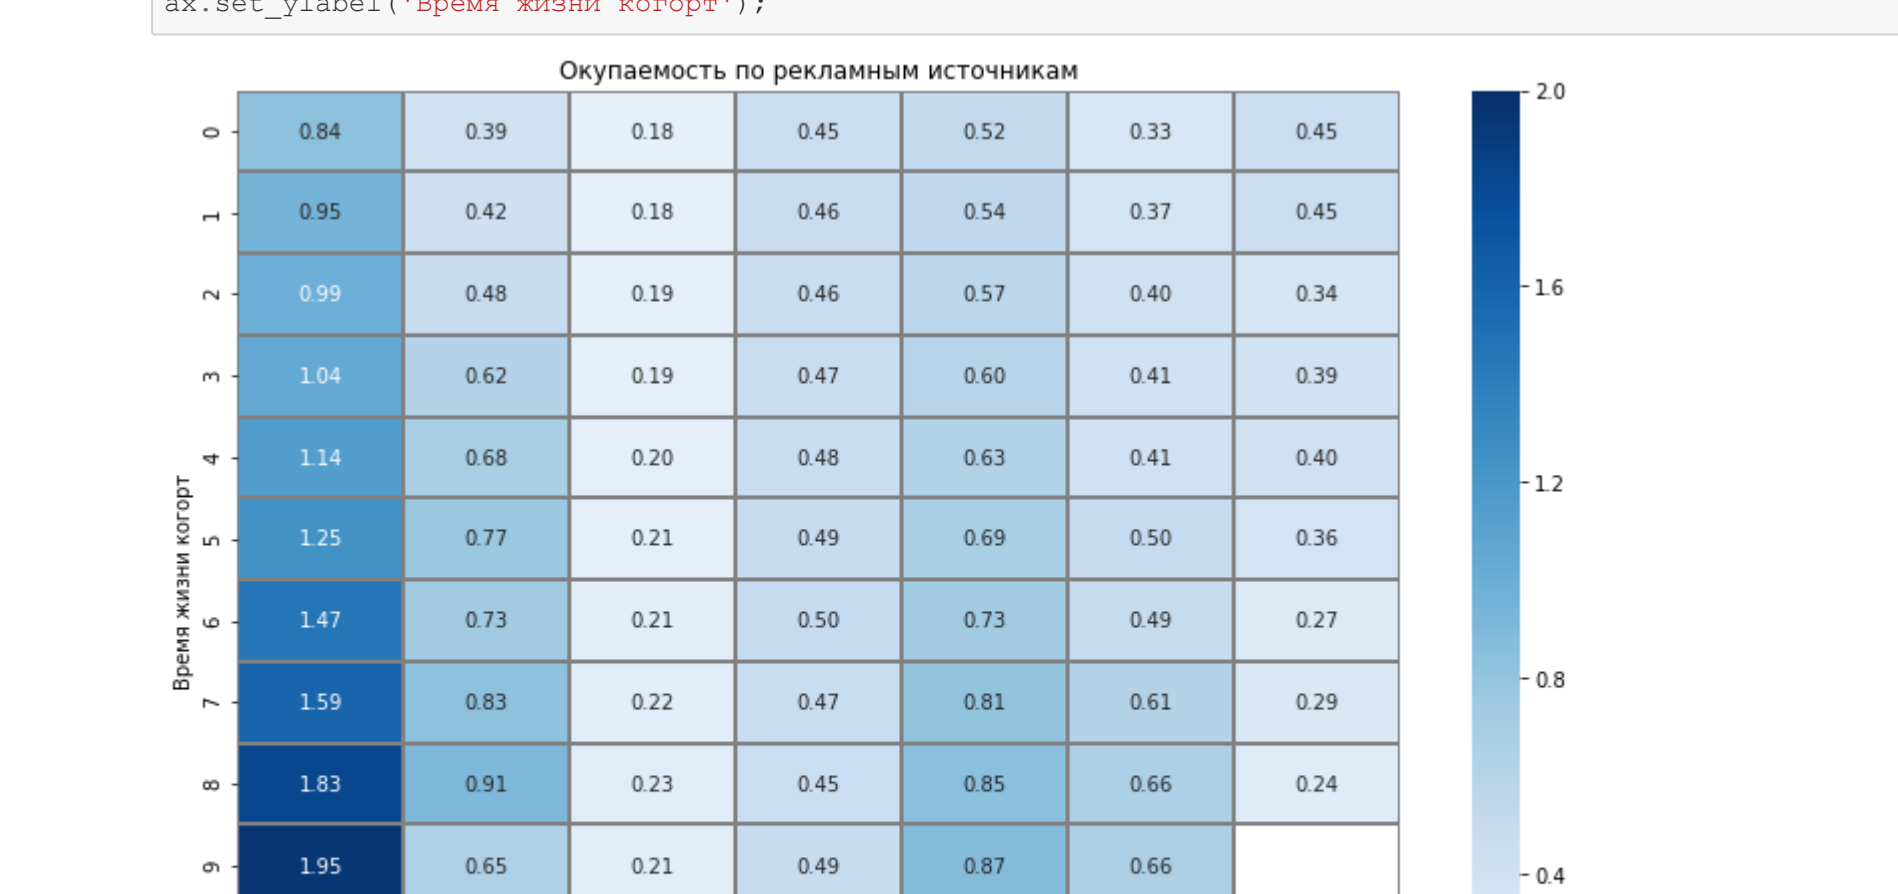 ax.set_ylabel('Время жизни когорт');
Окупаемость по рекламным источникам
0 0.84 0.39 0.18 0.45 0.52 0.33 0.45
1 0.95 0.42 0.18 0.46 0.54 0.37 0.45
2 0.99 0.48 0.19 0.46 0.57 0.40 0.34
3 1.04 0.62 0.19 0.47 0.60 0.41 0.39
4 1.14 0.68 0.20 0.48 0.63 0.41 0.40
5 1.25 0.77 0.21 0.49 0.69 0.50 0.36
6 1.47 0.73 0.21 0.50 0.73 0.49 0.27
7 1.59 0.83 0.22 0.47 0.81 0.61 0.29
8 1.83 0.91 0.23 0.45 0.85 0.66 0.24
9 1.95 0.65 0.21 0.49 0.87 0.66
Время жизни когорт
2.0
1.6
1.2
0.8
0.4